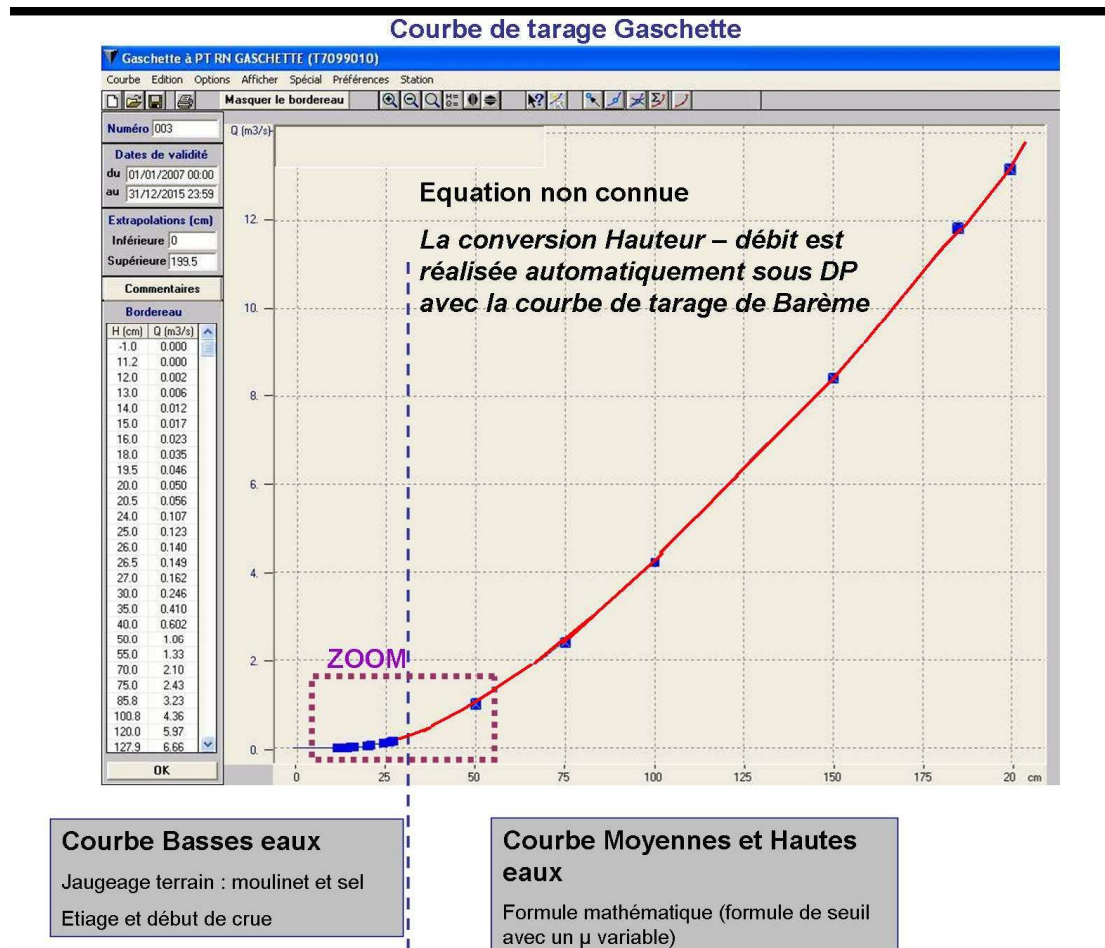 Courbe de tarage Gaschette
Gaschette à PT RN GASCHETTE (T7099010)
Courbe Edition Options Afficher Spécial Préférences Station
Masquer le bordereau
Numéro 003
Dates de validité
du 01/01/2007 00:00
au 31/12/2015 23:59
Extrapolations (cm)
Inférieure 0
Supérieure 199.5
Commentaires
Bordereau
H (cm) Q (m3/s)
-1.0 0.000
11.2 0.000
12.0 0.002
13.0 0.006
14.0 0.012
15.0 0.017
16.0 0.023
18.0 0.035
19.5 0.046
20.0 0.050
20.5 0.056
24.0 0.107
25.0 0.123
26.0 0.140
26.5 0.149
27.0 0.162
30.0 0.246
35.0 0.410
40.0 0.602
50.0 1.06
55.0 1.33
70.0 2.10
75.0 2.43
85.8 3.23
100.8 4.36
120.0 5.97
127.9 6.66
OK
Q (m3/s)
12.
10.
8.
6.
4.
2.
0.
Equation non connue
La conversion Hauteur – débit est
réalisée automatiquement sous DP
avec la courbe de tarage de Barème
ZOOM
0 25 50 75 100 125 150 175 20 cm
Courbe Basses eaux
Jaugeage terrain : moulinet et sel
Etiage et début de crue
Courbe Moyennes et Hautes
eaux
Formule mathématique (formule de seuil
avec un µ variable)